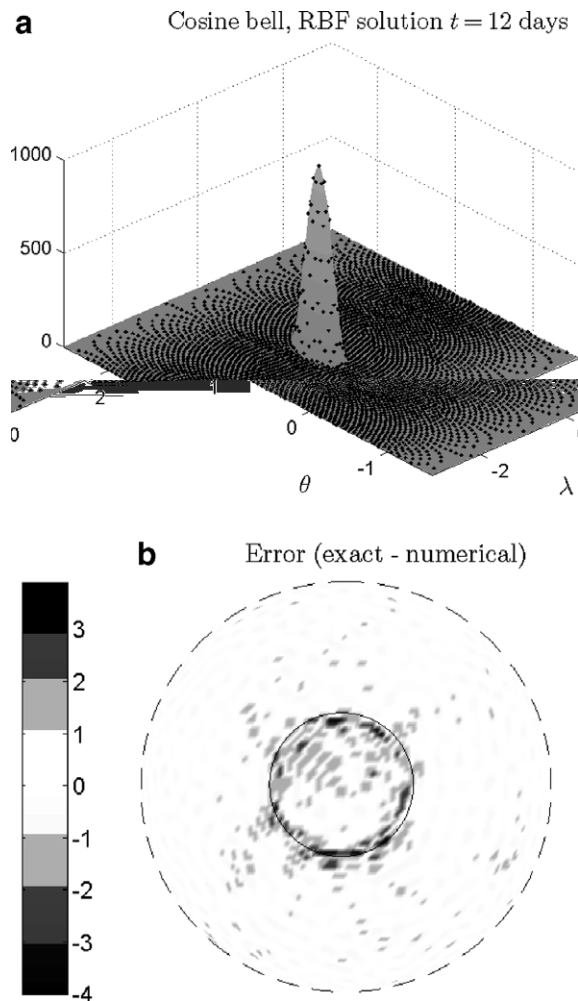 a
Cosine bell, RBF solution t = 12 days
1000
500
0
2
1
0
0
-1
-2
θ
λ
b
Error (exact - numerical)
3
2
1
0
-1
-2
-3
-4